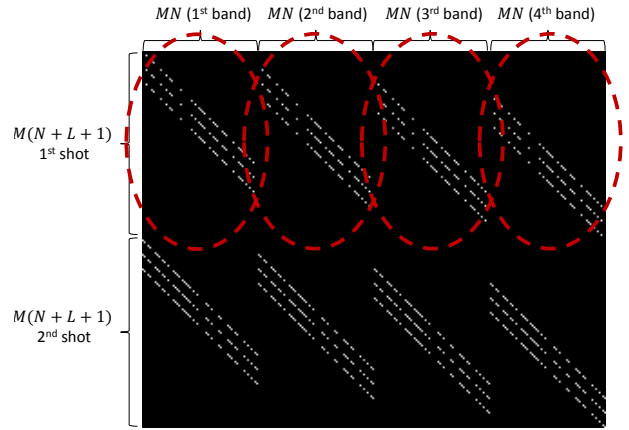 MN (1st band) MN (2nd band) MN (3rd band) MN (4th band)
M(N + L + 1)
1st shot
M(N + L + 1)
2nd shot